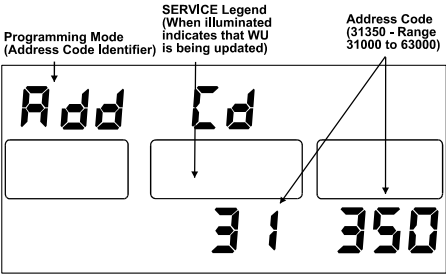 Programming Mode
(Address Code Identifier)
SERVICE Legend
(When illuminated
indicates that WU
is being updated)
Address Code
(31350 - Range
31000 to 63000)
Add Cd
31 350